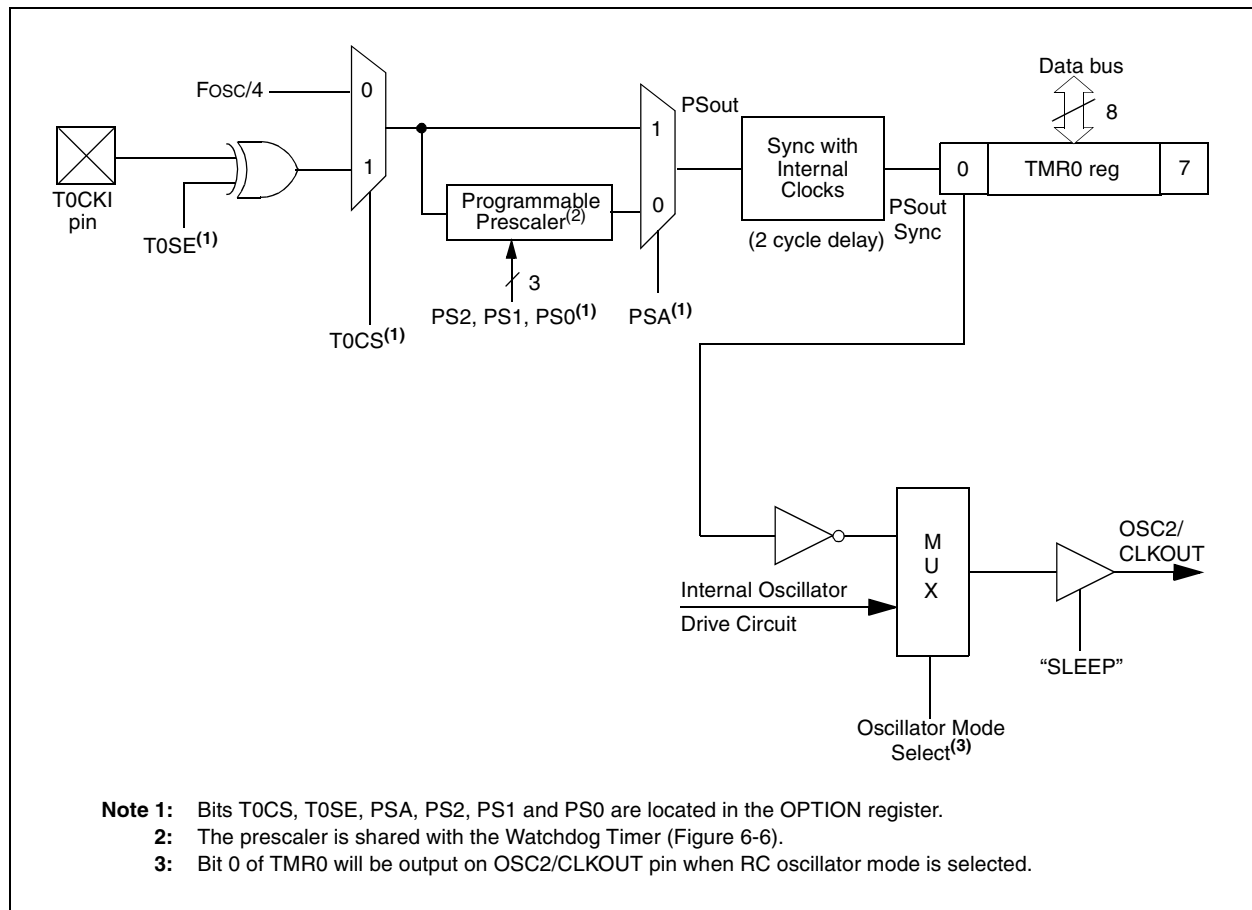 Data bus
8
FOSC/4
0
PSout
1
1
Sync with
Internal
Clocks
0
TMR0 reg
7
T0CKI
pin
Programmable
Prescaler(2)
0
PSout
Sync
T0SE(1)
(2 cycle delay)
3
PS2, PS1, PS0(1)
PSA(1)
T0CS(1)
M
U
X
OSC2/
CLKOUT
Internal Oscillator
Drive Circuit
“SLEEP”
Oscillator Mode
Select(3)
Note 1: Bits T0CS, T0SE, PSA, PS2, PS1 and PS0 are located in the OPTION register.
2: The prescaler is shared with the Watchdog Timer (Figure 6-6).
3: Bit 0 of TMR0 will be output on OSC2/CLKOUT pin when RC oscillator mode is selected.